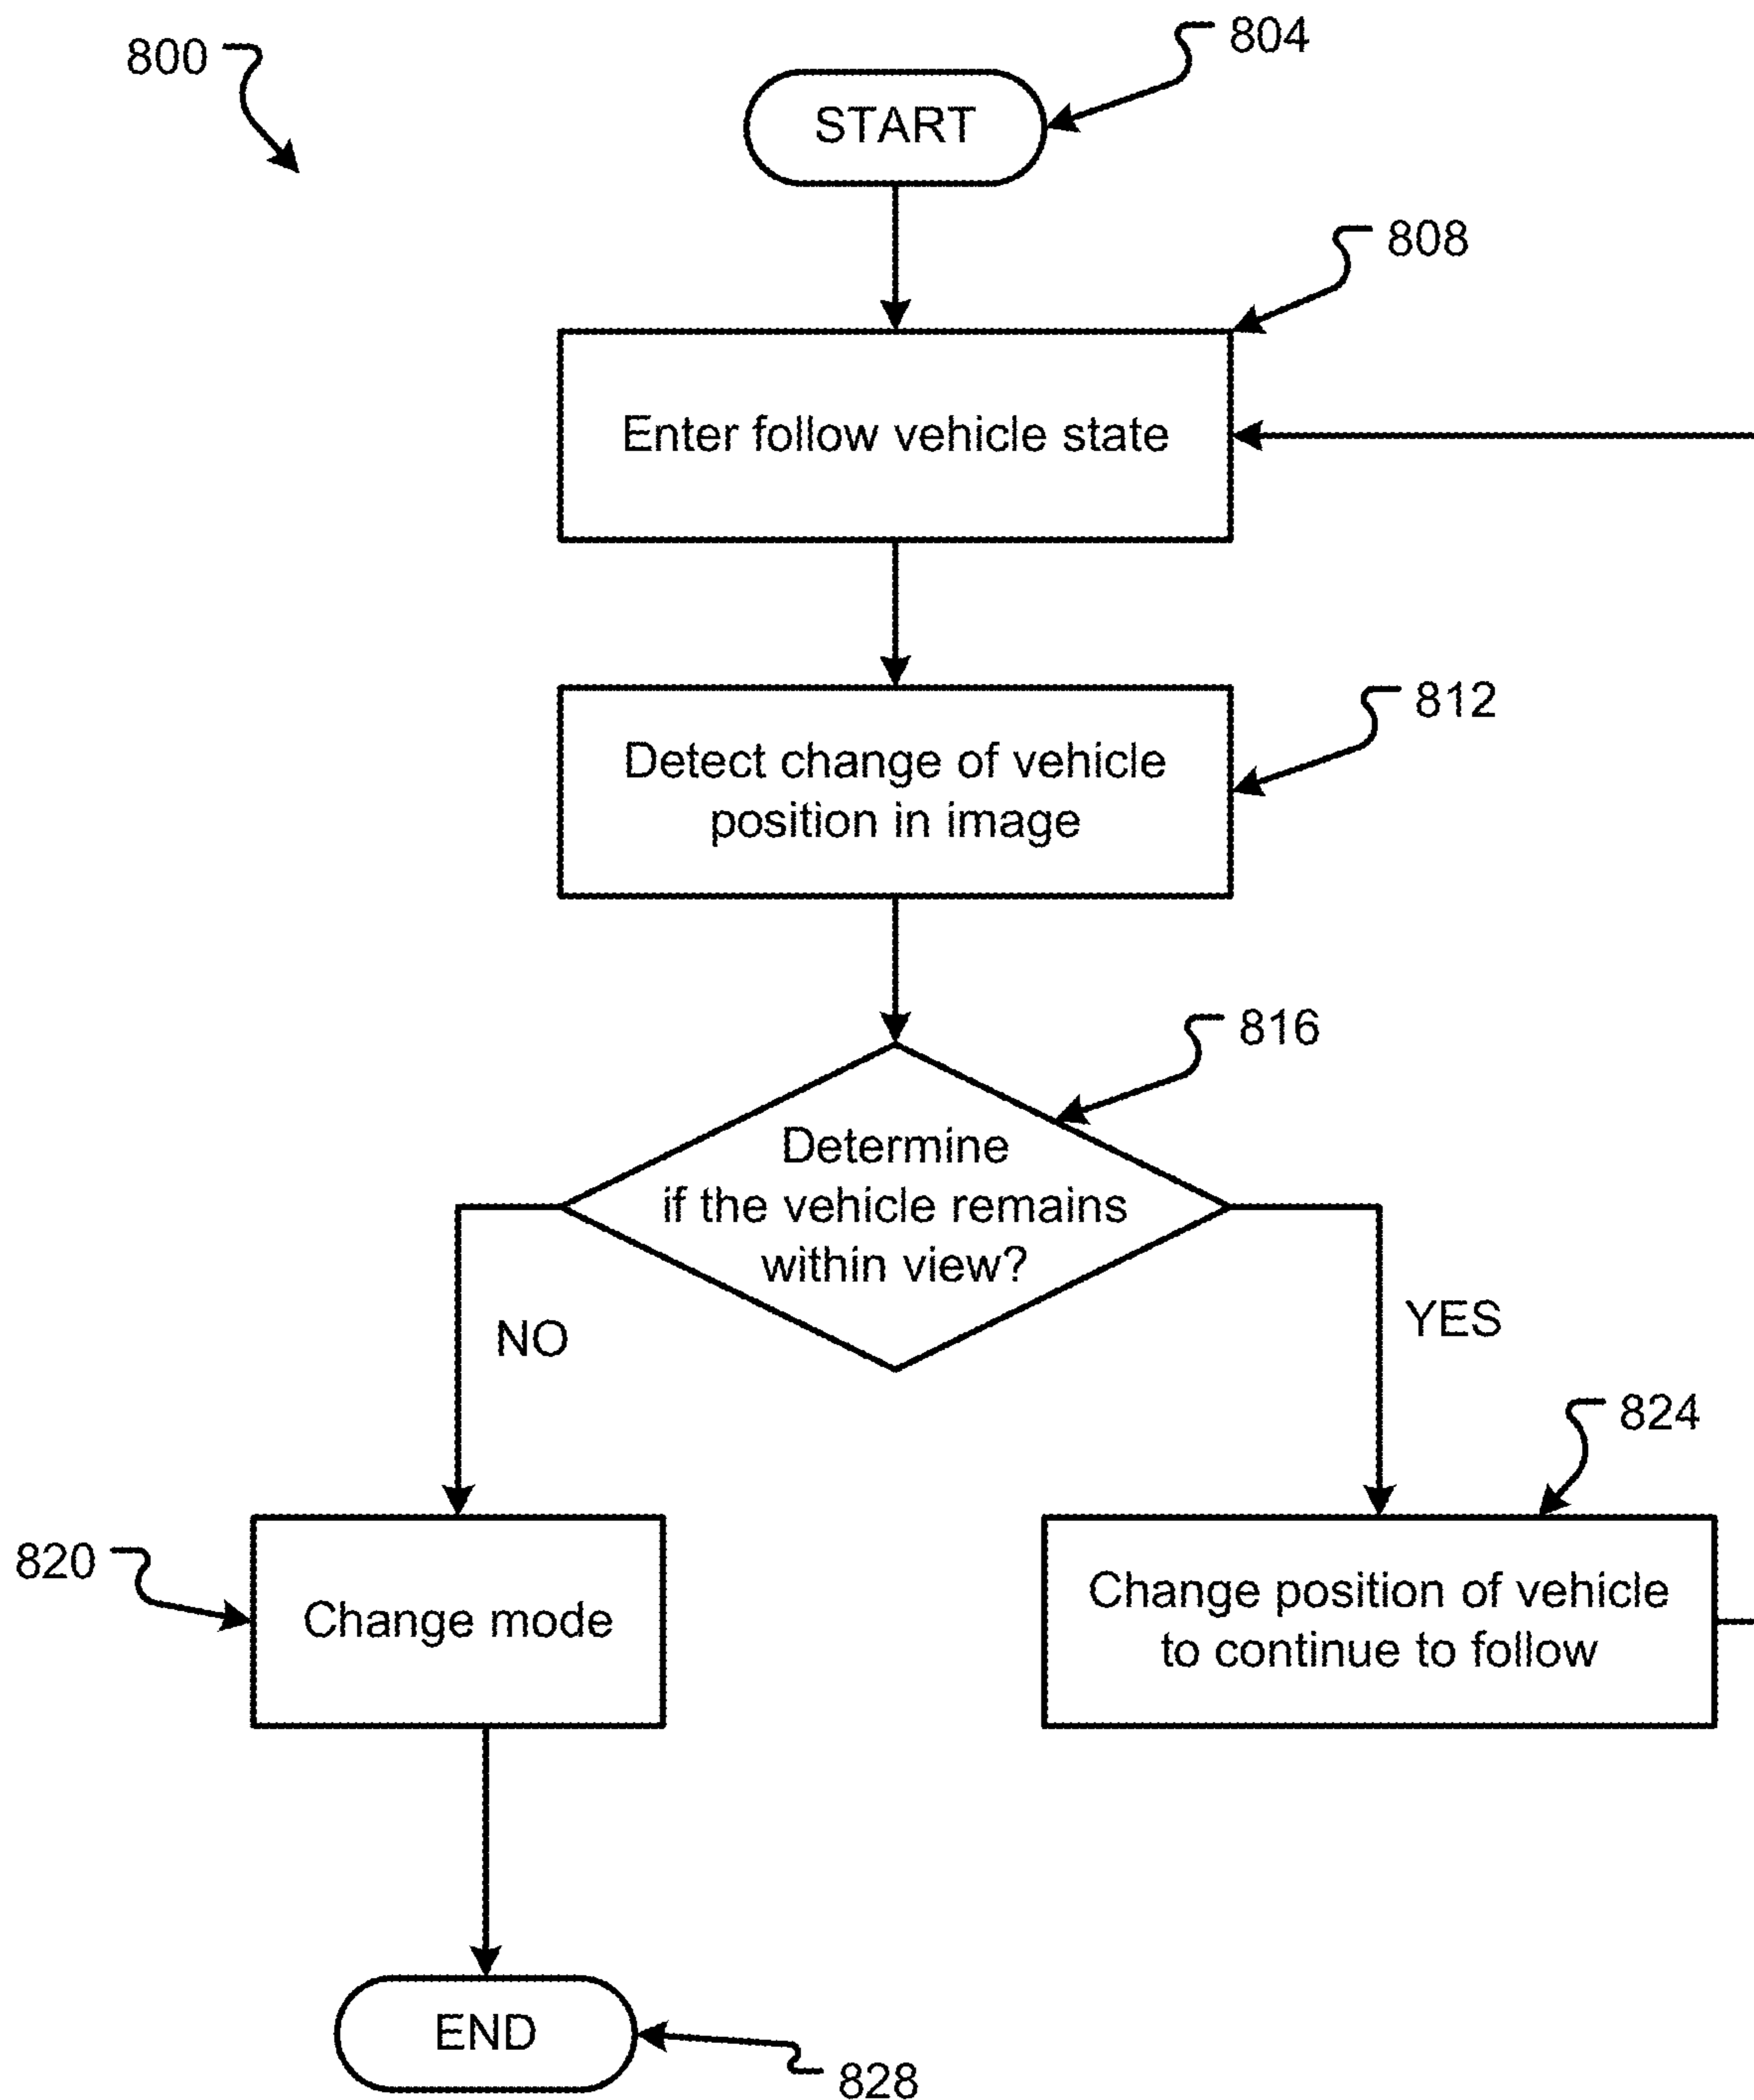 800
804
START
808
Enter follow vehicle state
812
Detect change of vehicle
position in image
816
Determine
if the vehicle remains
within view?
NO
YES
824
820
Change mode
Change position of vehicle
to continue to follow
END
828